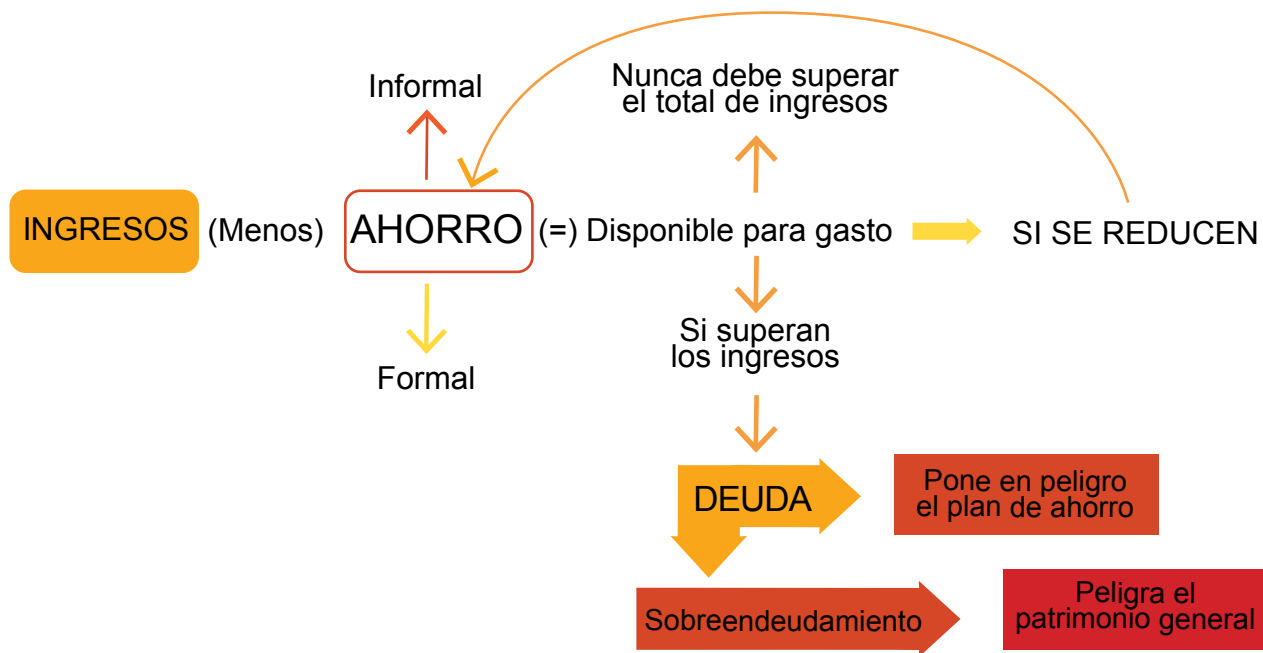 Informal
Nunca debe superar
el total de ingresos
INGRESOS (Menos) AHORRO (=) Disponible para gasto SI SE REDUCEN
Formal
Si superan
los ingresos
DEUDA
Pone en peligro
el plan de ahorro
Sobreendeudamiento
Peligra el
patrimonio general